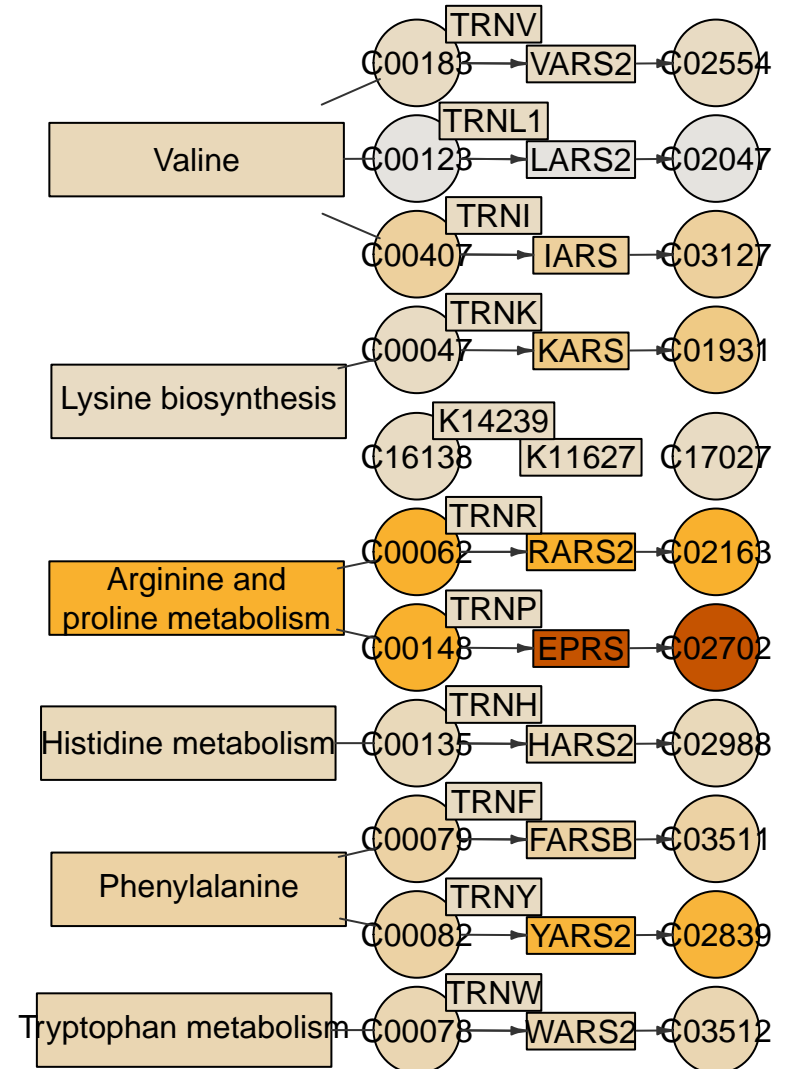 TRNV
C00183 VARS2 C02554
TRNL1
Valine C00123 LARS2 C02047
TRNI
C00407 IARS C03127
TRNK
C00047 KARS C01931
Lysine biosynthesis
K14239
C16138 K11627 C17027
TRNR
C00062 RARS2 C02163
Arginine and
proline metabolism
TRNP
C00148 EPRS C02702
TRNH
Histidine metabolism C00135 HARS2 C02988
TRNF
C00079 FARSB C03511
Phenylalanine
TRNY
C00082 YARS2 C02839
TRNW
Tryptophan metabolism C00078 WARS2 C03512